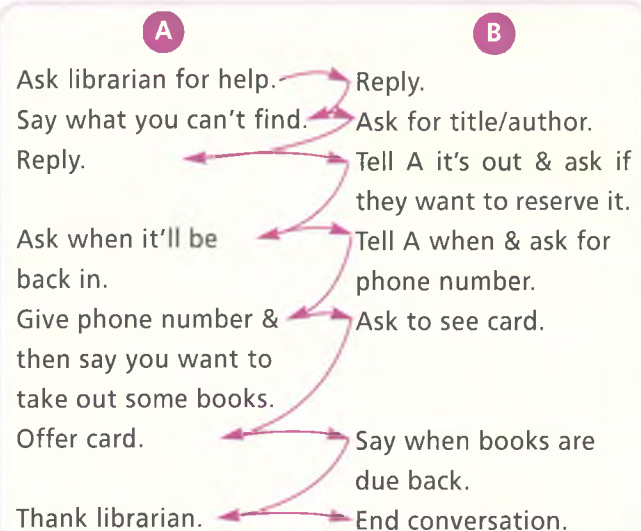 A
B
Ask librarian for help.
Reply.
Say what you can't find.
Ask for title/author.
Reply.
Tell A it's out & ask if
they want to reserve it.
Ask when it'll be
back in.
Tell A when & ask for
phone number.
Give phone number &
then say you want to
take out some books.
Ask to see card.
Offer card.
Say when books are
due back.
Thank librarian.
End conversation.